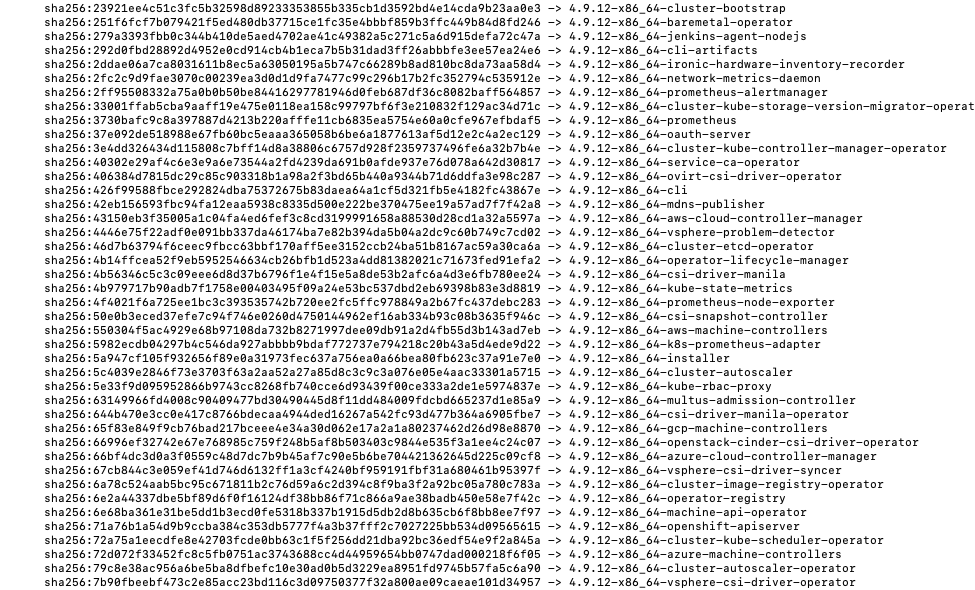 sha256:23921ee4c51c3fc5b32598d89233353855b335cb1d3592bd4e14cda9b23aa0e3 -> 4.9.12-x86_64-cluster-bootstrap
sha256:251f6fcf7b079421f5ed480db37715ce1fc35e4bbbf859b3ffc449b84d8fd246 -> 4.9.12-x86_64-baremetal-operator
sha256:279a3393fbb0c344b410de5aed4702ae41c49382a5c271c5a6d915defa72c47a -> 4.9.12-x86_64-jenkins-agent-nodejs
sha256:292d0fbd28892d4952e0cd914cb4b1eca7b5b31dad3ff26abbbfe3ee57ea24e6 -> 4.9.12-x86_64-cli-artifacts
sha256:2ddae06a7ca8031611b8ec5a63050195a5b747c66289b8ad810bc8da73aa58d4 -> 4.9.12-x86_64-ironic-hardware-inventory-recorder
sha256:2fc2c9d9fae3070c00239ea3d0d1d9fa7477c99c296b17b2fc352794c535912e -> 4.9.12-x86_64-network-metrics-daemon
sha256:2ff95508332a75a0b0b50be84416297781946d0feb687df36c8082baff564857 -> 4.9.12-x86_64-prometheus-alertmanager
sha256:33001ffab5cba9aaff19e475e0118ea158c99797bf6f3e210832f129ac34d71c -> 4.9.12-x86_64-cluster-kube-storage-version-migrator-operat
sha256:3730bafc9c8a397887d4213b220afffe11cb6835ea5754e60a0cfe967efbdaf5 -> 4.9.12-x86_64-prometheus
sha256:37e092de518988e67fb60bc5eaaa365058b6be6a1877613af5d12e2c4a2ec129 -> 4.9.12-x86_64-oauth-server
sha256:3e4dd326434d115808c7bff14d8a38806c6757d928f2359737496fe6a32b7b4e -> 4.9.12-x86_64-cluster-kube-controller-manager-operator
sha256:40302e29af4c6e3e9a6e73544a2fd4239da691b0afde937e76d078a642d30817 -> 4.9.12-x86_64-service-ca-operator
sha256:406384d7815dc29c85c903318b1a98a2f3bd65b440a9344b71d6ddfa3e98c287 -> 4.9.12-x86_64-ovirt-csi-driver-operator
sha256:426f99588fbce292824dba75372675b83daea64a1cf5d321fb5e4182fc43867e -> 4.9.12-x86_64-cli
sha256:42eb156593fbc94fa12eaa5938c8335d500e222be370475ee19a57ad7f7f42a8 -> 4.9.12-x86_64-mdns-publisher
sha256:43150eb3f35005a1c04fa4ed6fef3c8cd3199991658a88530d28cd1a32a5597a -> 4.9.12-x86_64-aws-cloud-controller-manager
sha256:4446e75f22adf0e091bb337da46174ba7e82b394da5b04a2dc9c60b749c7cd02 -> 4.9.12-x86_64-vsphere-problem-detector
sha256:46d7b63794f6ceec9fbcc63bbf170aff5ee3152ccb24ba51b8167ac59a30ca6a -> 4.9.12-x86_64-cluster-etcd-operator
sha256:4b14ffcea52f9eb5952546634cb26bfb1d523a4dd81382021c71673fed91efa2 -> 4.9.12-x86_64-operator-lifecycle-manager
sha256:4b56346c5c3c09eee6d8d37b6796f1e4f15e5a8de53b2afc6a4d3e6fb780ee24 -> 4.9.12-x86_64-csi-driver-manila
sha256:4b979717b90adb7f1758e00403495f09a24e53bc537dbd2eb69398b83e3d8819 -> 4.9.12-x86_64-kube-state-metrics
sha256:4f4021f6a725ee1bc3c393535742b720ee2fc5ffc978849a2b67fc437debc283 -> 4.9.12-x86_64-prometheus-node-exporter
sha256:50e0b3eced37efe7c94f746e0260d4750144962ef16ab334b93c08b3635f946c -> 4.9.12-x86_64-csi-snapshot-controller
sha256:550304f5ac4929e68b97108da732b8271997dee09db91a2d4fb55d3b143ad7eb -> 4.9.12-x86_64-aws-machine-controllers
sha256:5982ecdb04297b4c546da927abbbb9bdaf772737e794218c20b43a5d4ede9d22 -> 4.9.12-x86_64-k8s-prometheus-adapter
sha256:5a947cf105f932656f89e0a31973fec637a756ea0a66bea80fb623c37a91e7e0 -> 4.9.12-x86_64-installer
sha256:5c4039e2846f73e3703f63a2aa52a27a85d8c3c9c3a076e05e4aac33301a5715 -> 4.9.12-x86_64-cluster-autoscaler
sha256:5e33f9d095952866b9743cc8268fb740cce6d93439f00ce333a2de1e5974837e -> 4.9.12-x86_64-kube-rbac-proxy
sha256:63149966fd4008c90409477bd30490445d8f11dd484009fdcbd665237d1e85a9 -> 4.9.12-x86_64-multus-admission-controller
sha256:644b470e3cc0e417c8766bdecaa4944ded16267a542fc93d477b364a6905fbe7 -> 4.9.12-x86_64-csi-driver-manila-operator
sha256:65f83e849f9cb76bad217bceee4e34a30d062e17a2a1a80237462d26d98e8870 -> 4.9.12-x86_64-gcp-machine-controllers
sha256:66996ef32742e67e768985c759f248b5af8b503403c9844e535f3a1ee4c24c07 -> 4.9.12-x86_64-openstack-cinder-csi-driver-operator
sha256:66bf4dc3d0a3f0559c48d7dc7b9b45af7c90e5b6be704421362645d225c09cf8 -> 4.9.12-x86_64-azure-cloud-controller-manager
sha256:67cb844c3e059ef41d746d6132ff1a3cf4240bf959191fbf31a680461b95397f -> 4.9.12-x86_64-vsphere-csi-driver-syncer
sha256:6a78c524aab5bc95c671811b2c76d59a6c2d394c8f9ba3f2a92bc05a780c783a -> 4.9.12-x86_64-cluster-image-registry-operator
sha256:6e2a44337dbe5bf89d6f0f16124df38bb86f71c866a9ae38badb450e58e7f42c -> 4.9.12-x86_64-operator-registry
sha256:6e68ba361e31be5dd1b3ecd0fe5318b337b1915d5db2d8b635cb6f8bb8ee7f97 -> 4.9.12-x86_64-machine-api-operator
sha256:71a76b1a54d9b9ccba384c353db5777f4a3b37fff2c7027225bb534d09565615 -> 4.9.12-x86_64-openshift-apiserver
sha256:72a75a1eecdfe8e42703fcde0bb63c1f5f256dd21dba92bc36edf54e9f2a845a -> 4.9.12-x86_64-cluster-kube-scheduler-operator
sha256:72d072f33452fc8c5fb0751ac3743688cc4d44959654bb0747dad000218f6f05 -> 4.9.12-x86_64-azure-machine-controllers
sha256:79c8e38ac956a6be5ba8dfbefc10e30ad0b5d3229ea8951fd9745b57fa5c6a90 -> 4.9.12-x86_64-cluster-autoscaler-operator
sha256:7b90fbeebf473c2e85acc23bd116c3d09750377f32a800ae09caeae101d34957 -> 4.9.12-x86_64-vsphere-csi-driver-operator